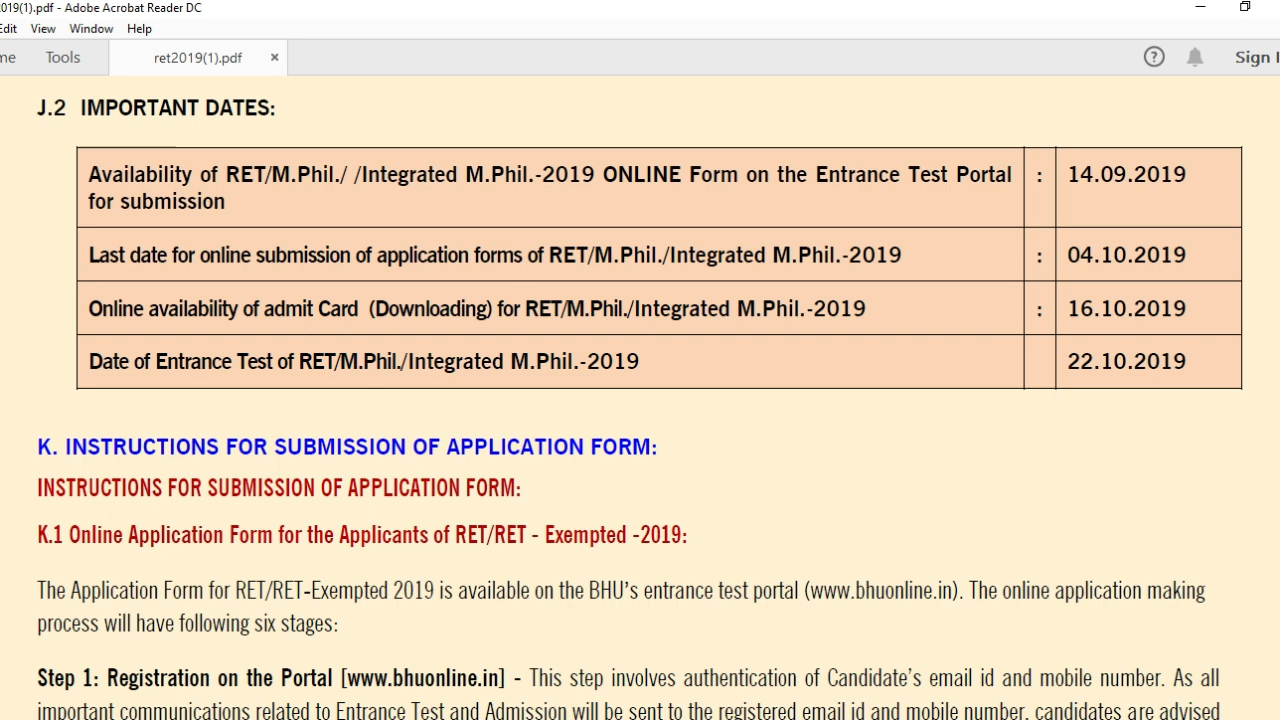 019(1).pdf - Adobe Acrobat Reader DC
Edit View Window Help
me Tools ret2019(1).pdf × ? Sign I
J.2 IMPORTANT DATES:
Availability of RET/M.Phil./ /Integrated M.Phil.-2019 ONLINE Form on the Entrance Test Portal : 14.09.2019
for submission
Last date for online submission of application forms of RET/M.Phil./Integrated M.Phil.-2019 : 04.10.2019
Online availability of admit Card (Downloading) for RET/M.Phil./Integrated M.Phil.-2019 : 16.10.2019
Date of Entrance Test of RET/M.Phil./Integrated M.Phil.-2019 22.10.2019
K. INSTRUCTIONS FOR SUBMISSION OF APPLICATION FORM:
INSTRUCTIONS FOR SUBMISSION OF APPLICATION FORM:
K.1 Online Application Form for the Applicants of RET/RET - Exempted -2019:
The Application Form for RET/RET-Exempted 2019 is available on the BHU's entrance test portal (www.bhuonline.in). The online application making
process will have following six stages:
Step 1: Registration on the Portal [www.bhuonline.in] - This step involves authentication of Candidate's email id and mobile number. As all
important communications related to Entrance Test and Admission will be sent to the registered email id and mobile number, candidates are advised